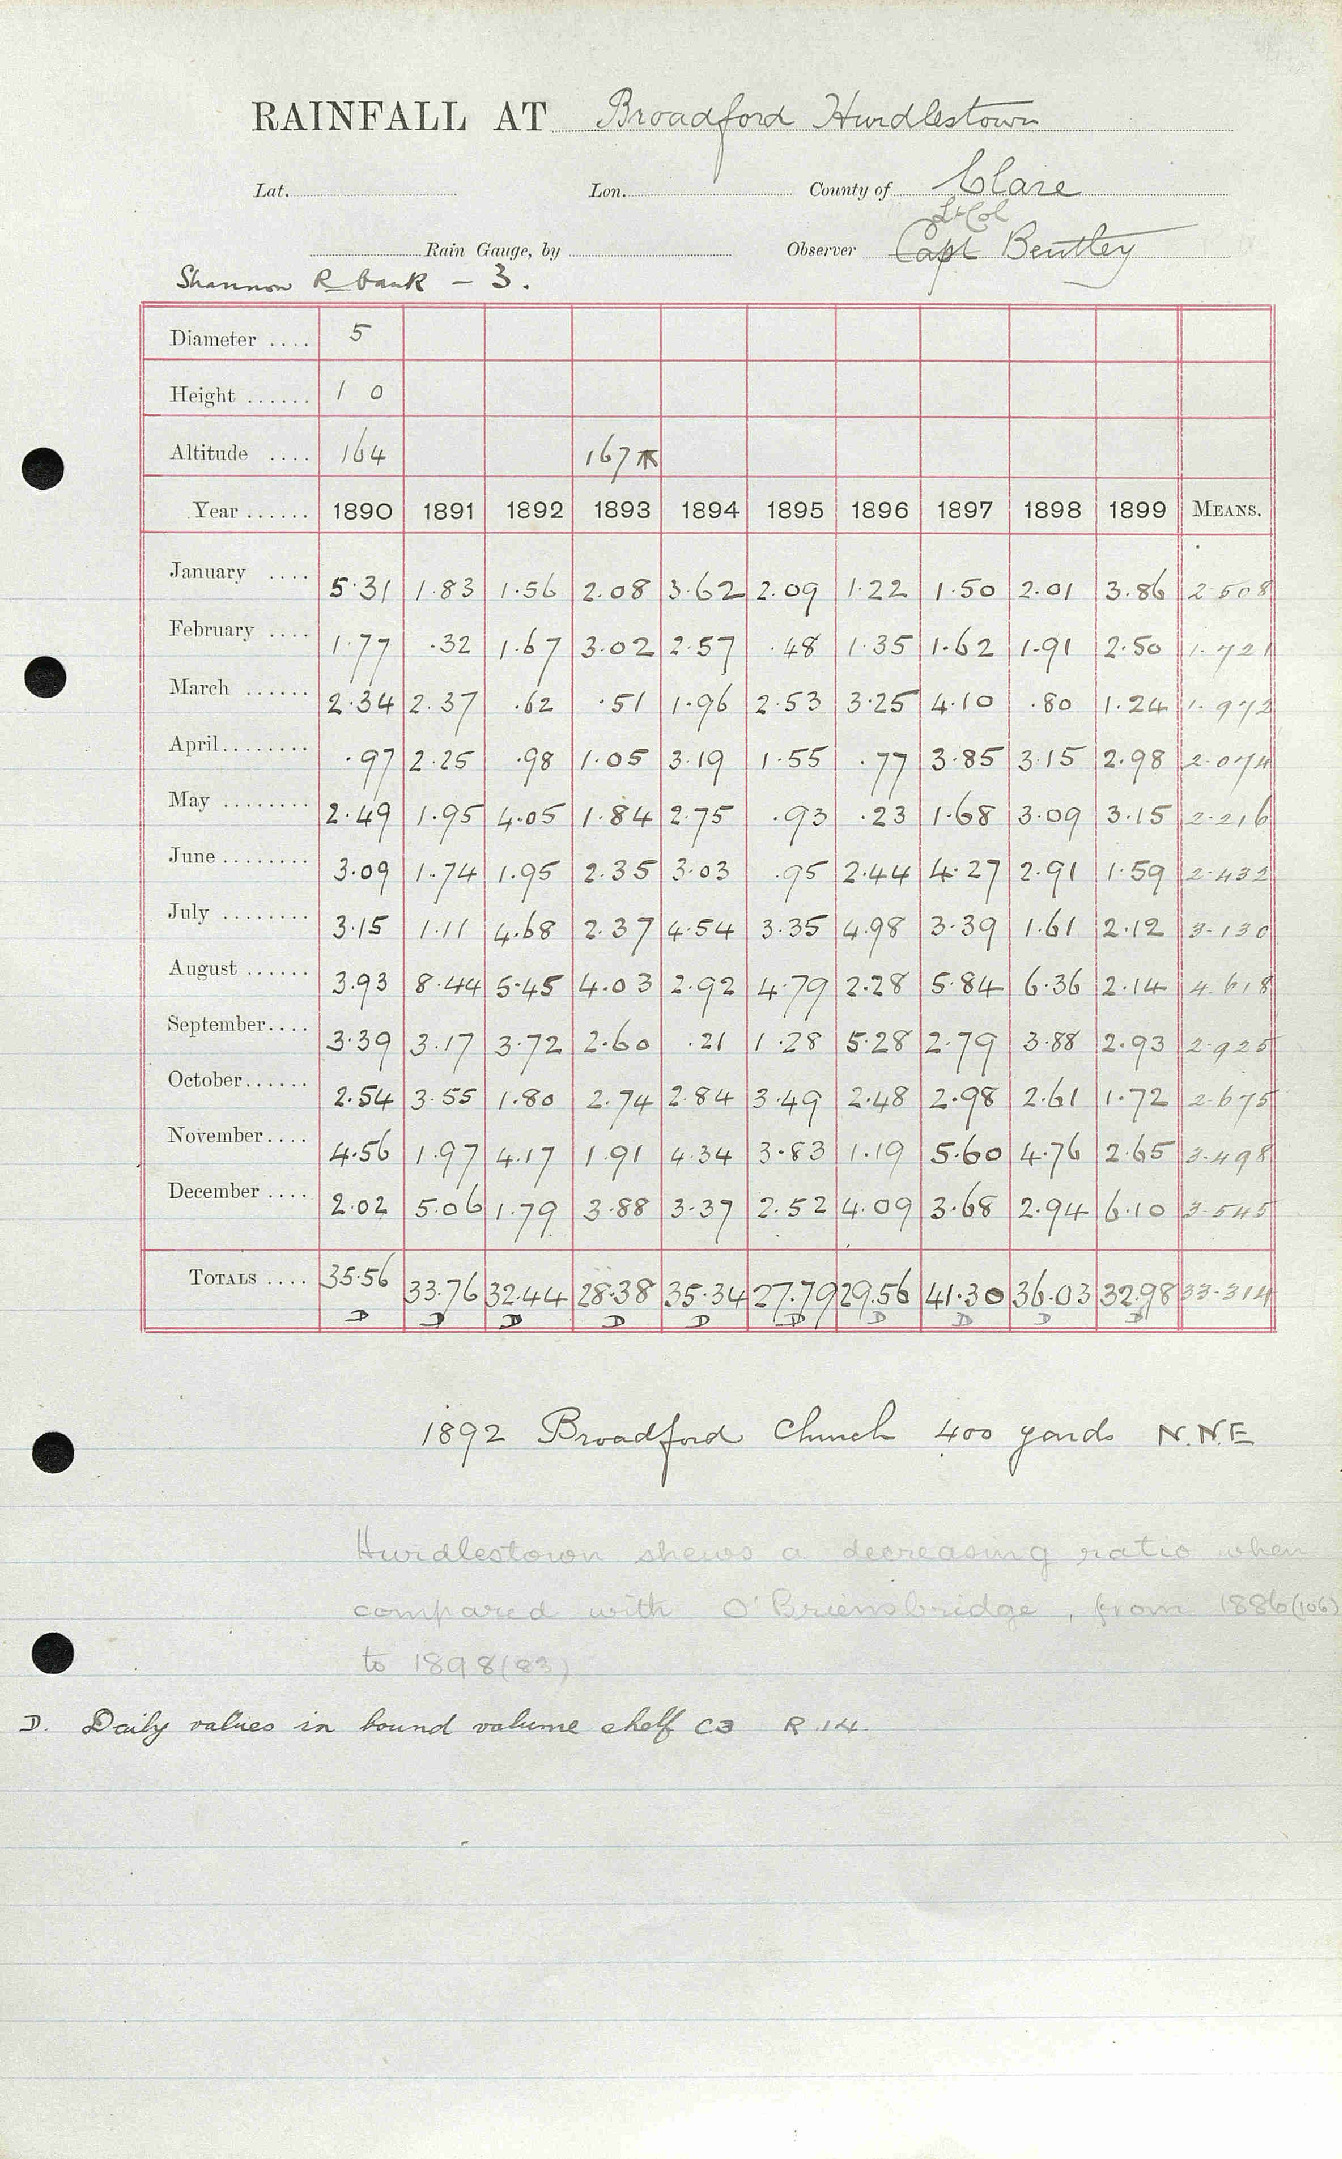 RAINFALL AT Broadford Hurdlestown
Lat. Lon. County of Clare
Lt Col
Rain Gauge, by Observer Capt Bentley
Shannon R bank - 3.
Diameter .... 5
Height ...... 1 0
Altitude .... 164 167
Year ...... 1890 1891 1892 1893 1894 1895 1896 1897 1898 1899 MEANS.
January .... 5.31 1.83 1.56 2.08 3.62 2.09 1.22 1.50 2.01 3.86 2.508
February .... 1.77 .32 1.67 3.02 2.57 .48 1.35 1.62 1.91 2.50 1.721
March ...... 2.34 2.37 .62 .51 1.96 2.53 3.25 4.10 .80 1.24 1.972
April........ .97 2.25 .98 1.05 3.19 1.55 .77 3.85 3.15 2.98 2.074
May ........ 2.49 1.95 4.05 1.84 2.75 .93 .23 1.68 3.09 3.15 2.216
June ........ 3.09 1.74 1.95 2.35 3.03 .95 2.44 4.27 2.91 1.59 2.432
July ........ 3.15 1.11 4.68 2.37 4.54 3.35 4.98 3.39 1.61 2.12 3.130
August ...... 3.93 8.44 5.45 4.03 2.92 4.79 2.28 5.84 6.36 2.14 4.618
September.... 3.39 3.17 3.72 2.60 .21 1.28 5.28 2.79 3.88 2.93 2.925
October...... 2.54 3.55 1.80 2.74 2.84 3.49 2.48 2.98 2.61 1.72 2.675
November.... 4.56 1.97 4.17 1.91 4.34 3.83 1.19 5.60 4.76 2.65 3.498
December .... 2.02 5.06 1.79 3.88 3.37 2.52 4.09 3.68 2.94 6.10 3.545
TOTALS .... 35.56 33.76 32.44 28.38 35.34 27.79 29.56 41.30 36.03 32.98 33.314
D D D D D D D D D D
1892 Broadford Church 400 yards N.N.E
Hurdlestown shews a decreasing ratio when
compared with O'Briensbridge, from 1886(106)
to 1898(83)
D. Daily values in bound volume shelf C3 R.14.